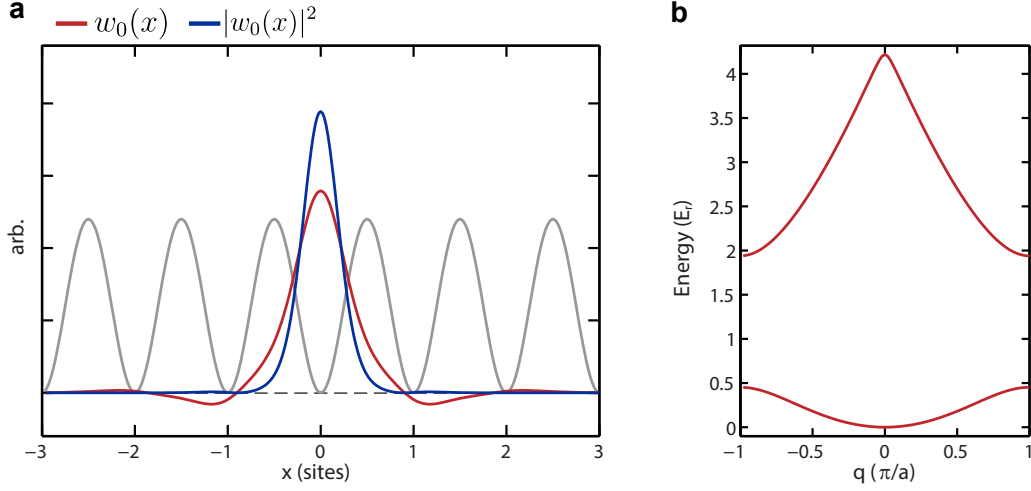 a
w₀(x) |w₀(x)|²
arb.
−3 −2 −1 0 1 2 3
x (sites)
b
Energy (Eᵣ)
4
3.5
3
2.5
2
1.5
1
0.5
0
−1 −0.5 0 0.5 1
q (π/a)